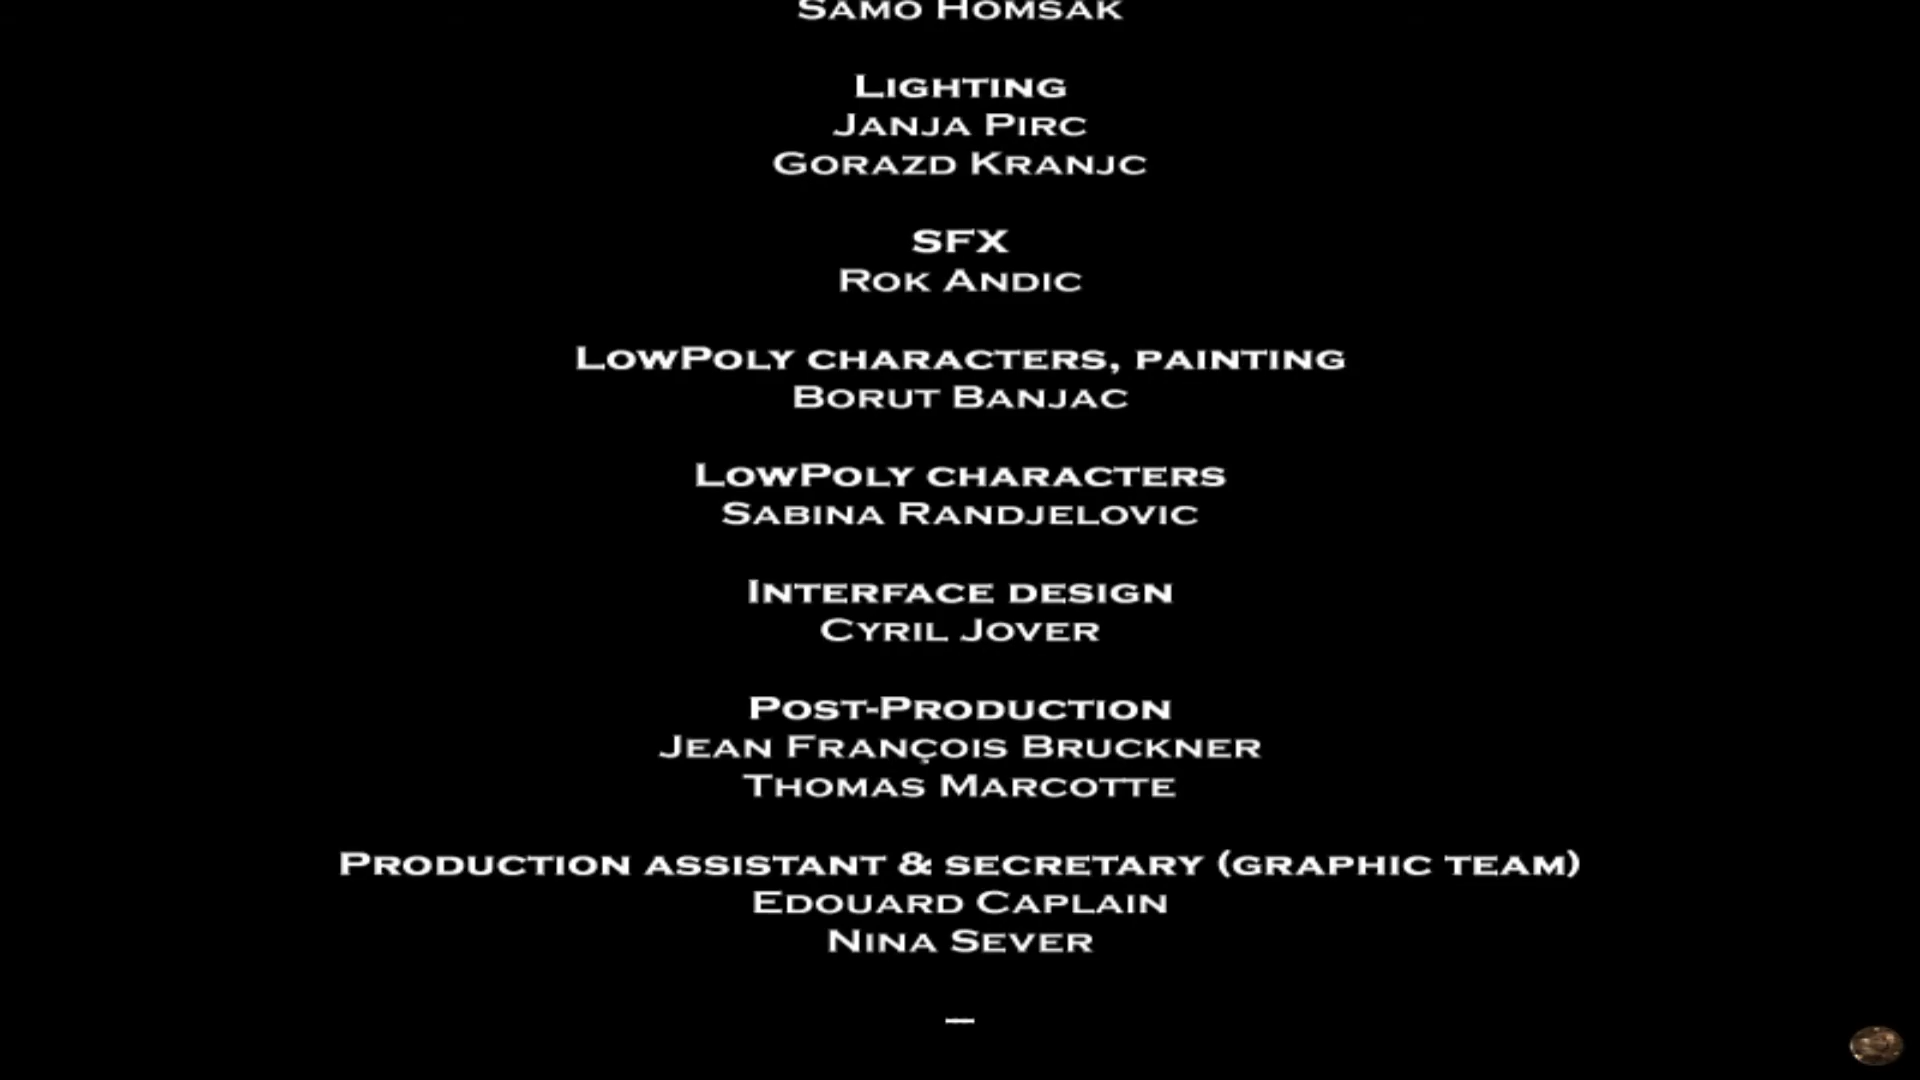 Samo Homsak
Lighting
Janja Pirc
Gorazd Kranjc
SFX
Rok Andic
LowPoly characters, painting
Borut Banjac
LowPoly characters
Sabina Randjelovic
Interface design
Cyril Jover
Post-Production
Jean François Bruckner
Thomas Marcotte
Production assistant & secretary (graphic team)
Edouard Caplain
Nina Sever
—